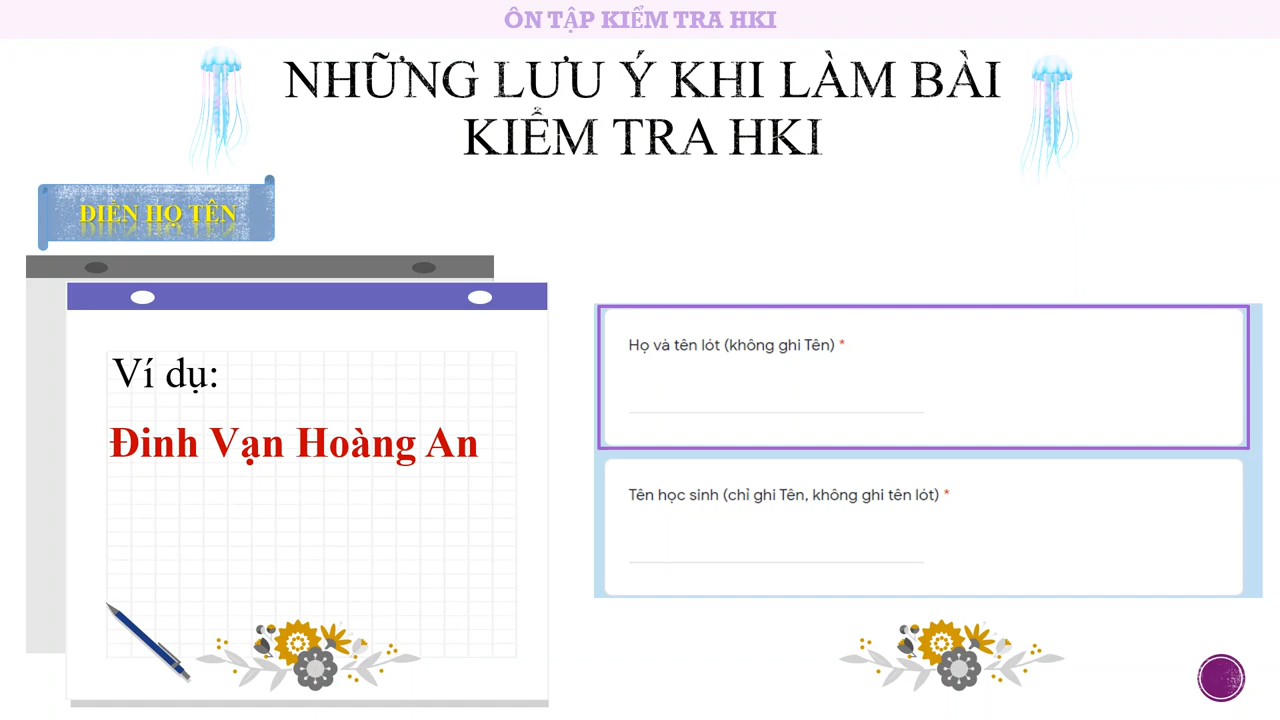 ÔN TẬP KIỂM TRA HKI
NHỮNG LƯU Ý KHI LÀM BÀI
KIỂM TRA HKI
ĐIỀN HỌ TÊN
Ví dụ:
Đinh Vạn Hoàng An
Họ và tên lót (không ghi Tên) *
Tên học sinh (chỉ ghi Tên, không ghi tên lót) *